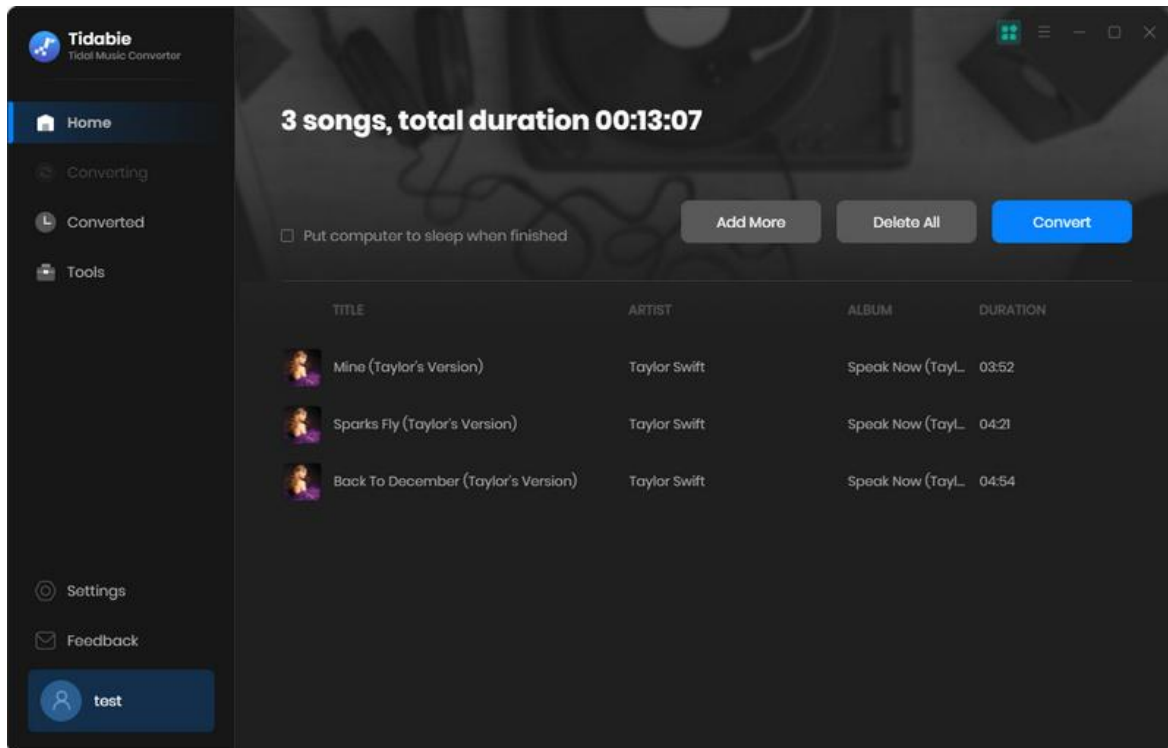 Tidabie
Tidal Music Converter
Home
Converting
Converted
Tools
Settings
Feedback
test
3 songs, total duration 00:13:07
Put computer to sleep when finished
Add More Delete All Convert
TITLE ARTIST ALBUM DURATION
Mine (Taylor's Version) Taylor Swift Speak Now (Tayl... 03:52
Sparks Fly (Taylor's Version) Taylor Swift Speak Now (Tayl... 04:21
Back To December (Taylor's Version) Taylor Swift Speak Now (Tayl... 04:54